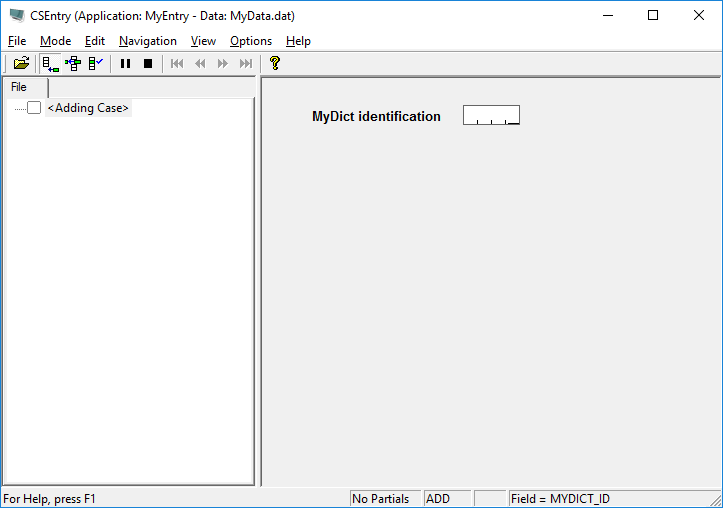 CSEntry (Application: MyEntry - Data: MyData.dat)
File Mode Edit Navigation View Options Help
File
<Adding Case>
MyDict identification
For Help, press F1 No Partials ADD Field = MYDICT_ID